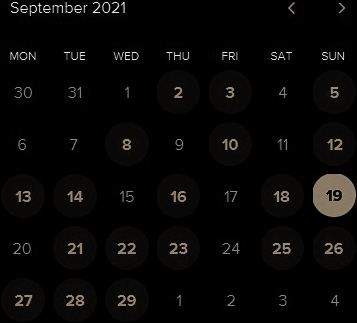 September 2021
MON TUE WED THU FRI SAT SUN
30 31 1 2 3 4 5
6 7 8 9 10 11 12
13 14 15 16 17 18 19
20 21 22 23 24 25 26
27 28 29 1 2 3 4